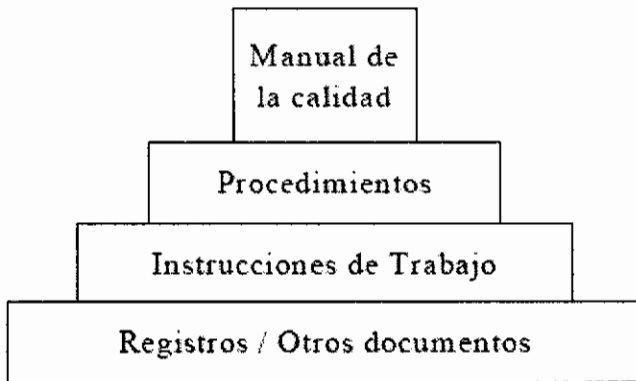 Manual de
la calidad
Procedimientos
Instrucciones de Trabajo
Registros / Otros documentos